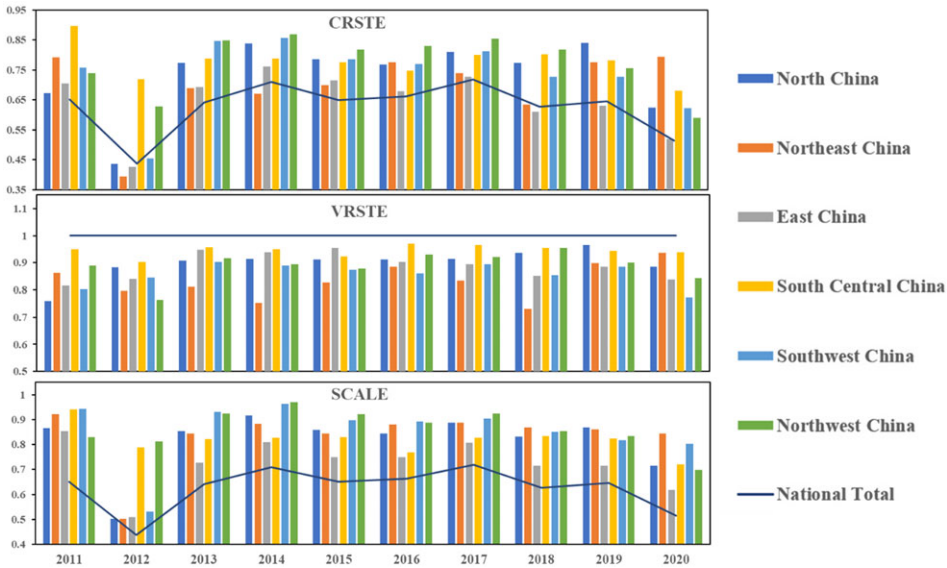 CRSTE
0.95
0.85
0.75
0.65
0.55
0.45
0.35
VRSTE
1.1
1
0.9
0.8
0.7
0.6
0.5
SCALE
1
0.9
0.8
0.7
0.6
0.5
0.4
2011 2012 2013 2014 2015 2016 2017 2018 2019 2020
North China
Northeast China
East China
South Central China
Southwest China
Northwest China
National Total